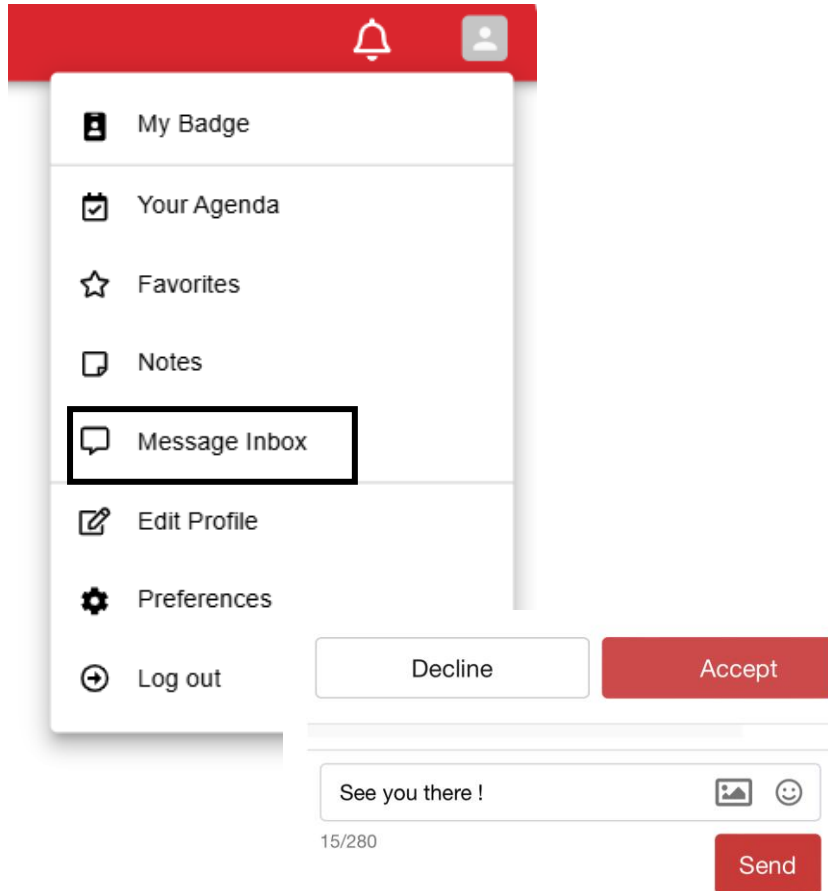 My Badge
Your Agenda
Favorites
Notes
Message Inbox
Edit Profile
Preferences
Log out
Decline
Accept
See you there !
15/280
Send